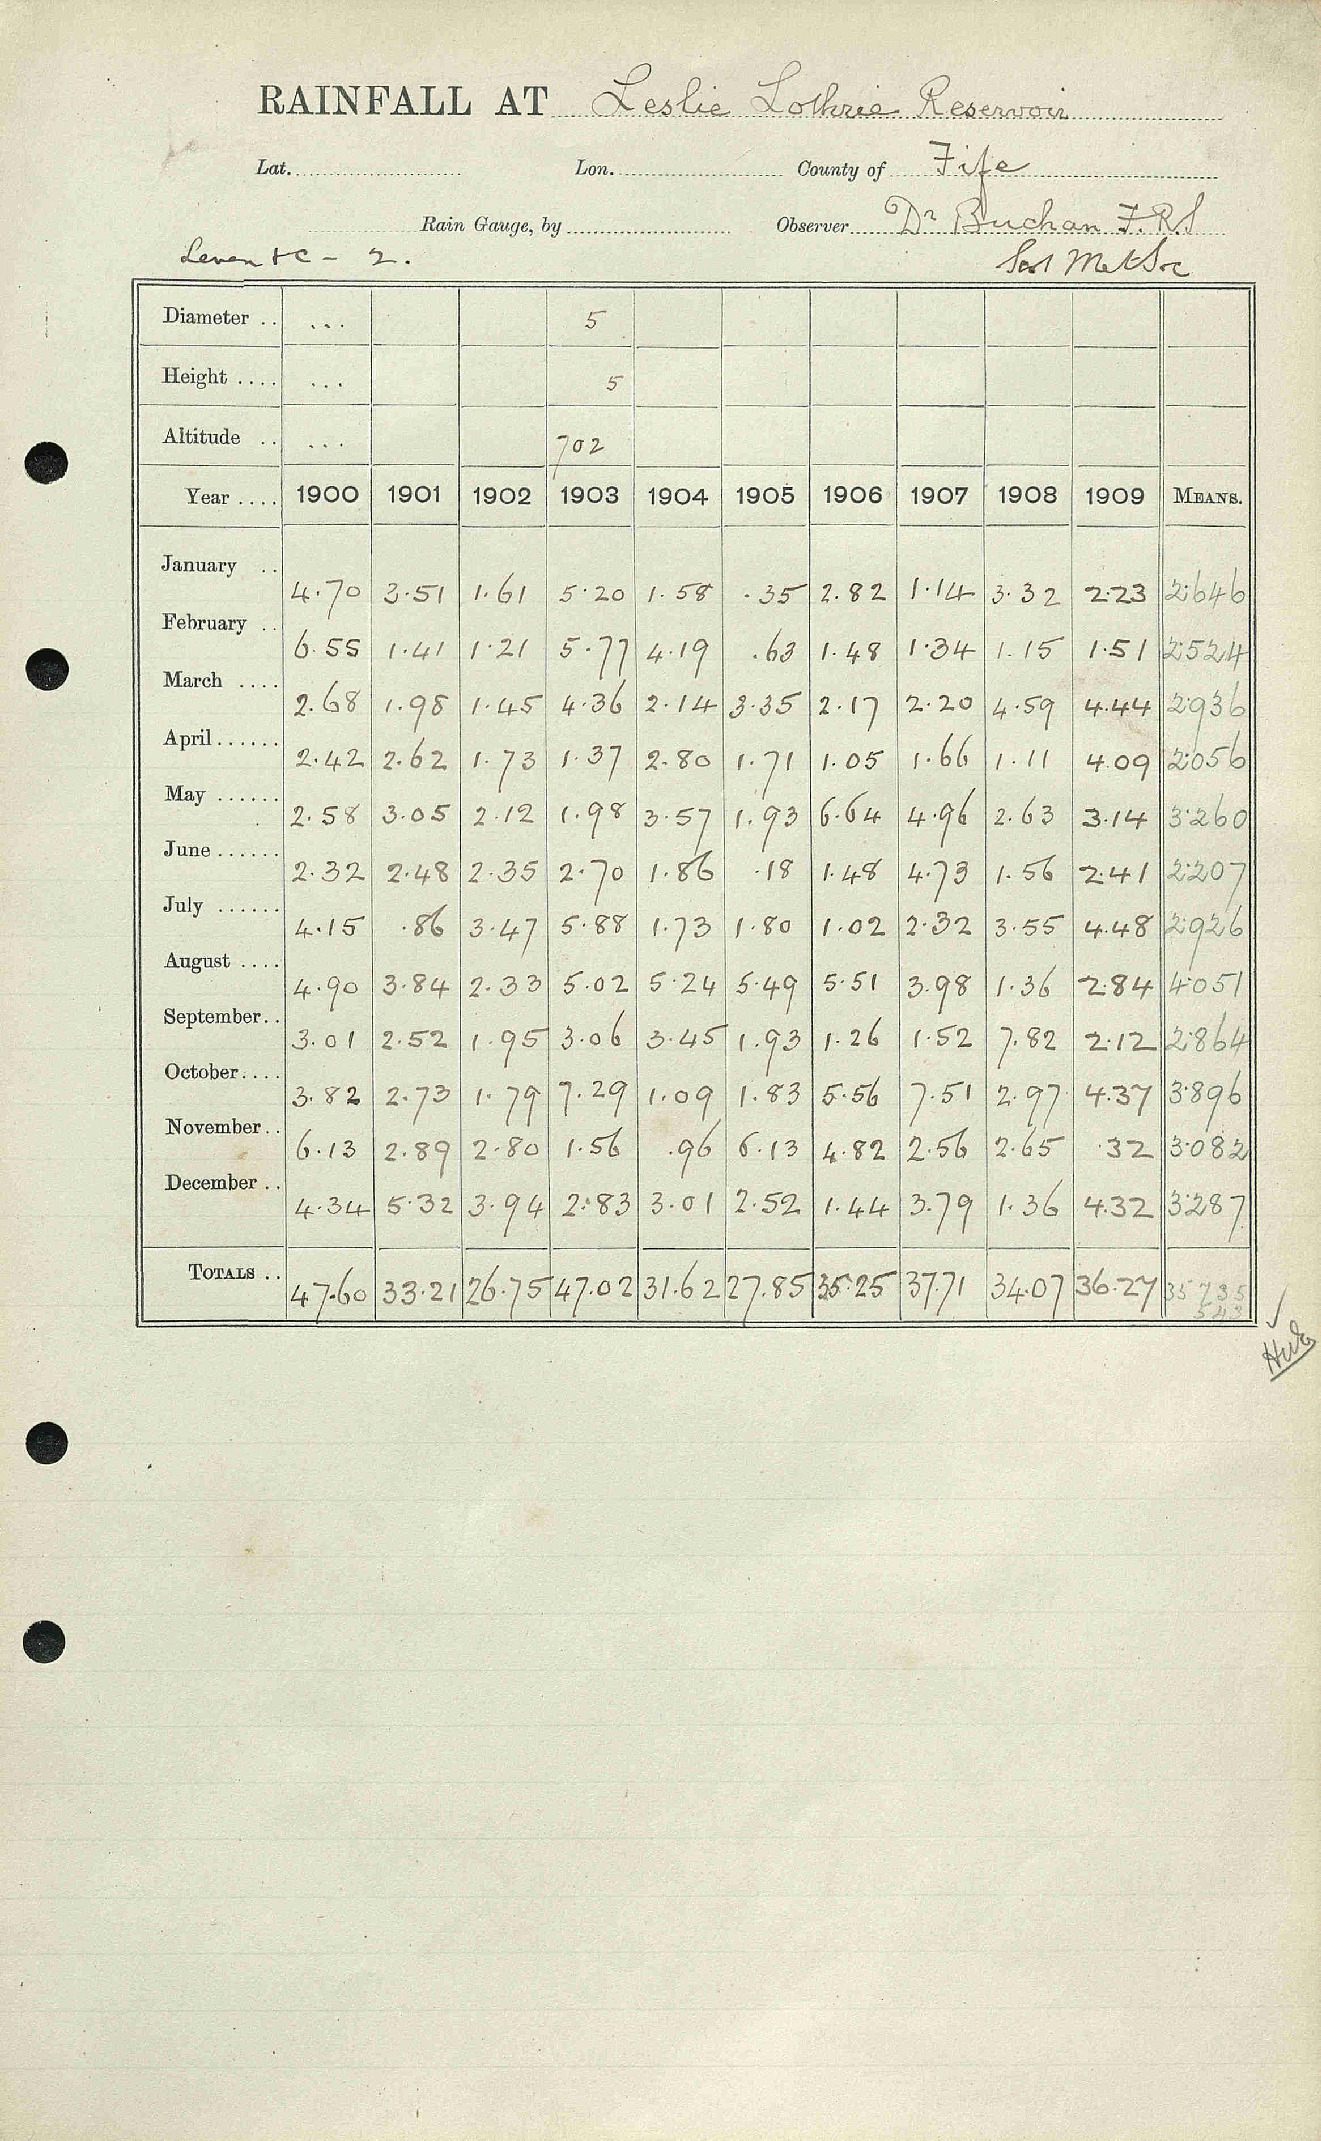 RAINFALL AT Leslie Lothrie Reservoir
Lat. Lon. County of Fife
Rain Gauge, by Observer Dr Buchan F.R.S
Leven &c - 2. Scot Met Soc
Diameter .. ... 5
Height .... ... 5
Altitude .. ... 702
Year .... 1900 1901 1902 1903 1904 1905 1906 1907 1908 1909 MEANS.
January .. 4.70 3.51 1.61 5.20 1.58 .35 2.82 1.14 3.32 2.23 2.646
February .. 6.55 1.41 1.21 5.77 4.19 .63 1.48 1.34 1.15 1.51 2.524
March .... 2.68 1.98 1.45 4.36 2.14 3.35 2.17 2.20 4.59 4.44 2.936
April...... 2.42 2.62 1.73 1.37 2.80 1.71 1.05 1.66 1.11 4.09 2.056
May ...... 2.58 3.05 2.12 1.98 3.57 1.93 6.64 4.96 2.63 3.14 3.260
June ...... 2.32 2.48 2.35 2.70 1.86 .18 1.48 4.73 1.56 2.41 2.207
July ...... 4.15 .86 3.47 5.88 1.73 1.80 1.02 2.32 3.55 4.48 2.926
August .... 4.90 3.84 2.33 5.02 5.24 5.49 5.51 3.98 1.36 2.84 4.051
September.. 3.01 2.52 1.95 3.06 3.45 1.93 1.26 1.52 7.82 2.12 2.864
October.... 3.82 2.73 1.79 7.29 1.09 1.83 5.56 7.51 2.97 4.37 3.896
November.. 6.13 2.89 2.80 1.56 .96 6.13 4.82 2.56 2.65 .32 3.082
December .. 4.34 5.32 3.94 2.83 3.01 2.52 1.44 3.79 1.36 4.32 3.287
TOTALS .. 47.60 33.21 26.75 47.02 31.62 27.85 35.25 37.71 34.07 36.27 35 735
543